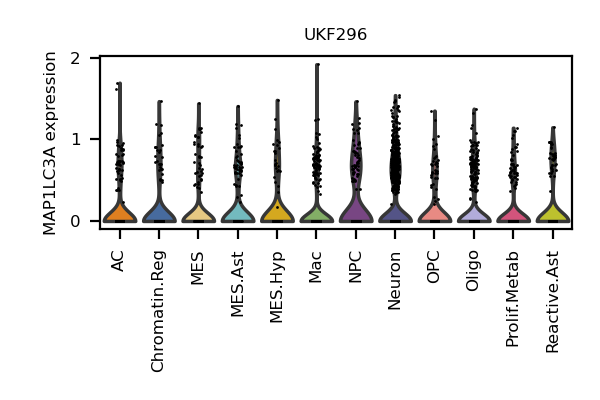 UKF296
MAP1LC3A expression
2
1
0
AC
Chromatin.Reg
MES
MES.Ast
MES.Hyp
Mac
NPC
Neuron
OPC
Oligo
Prolif.Metab
Reactive.Ast